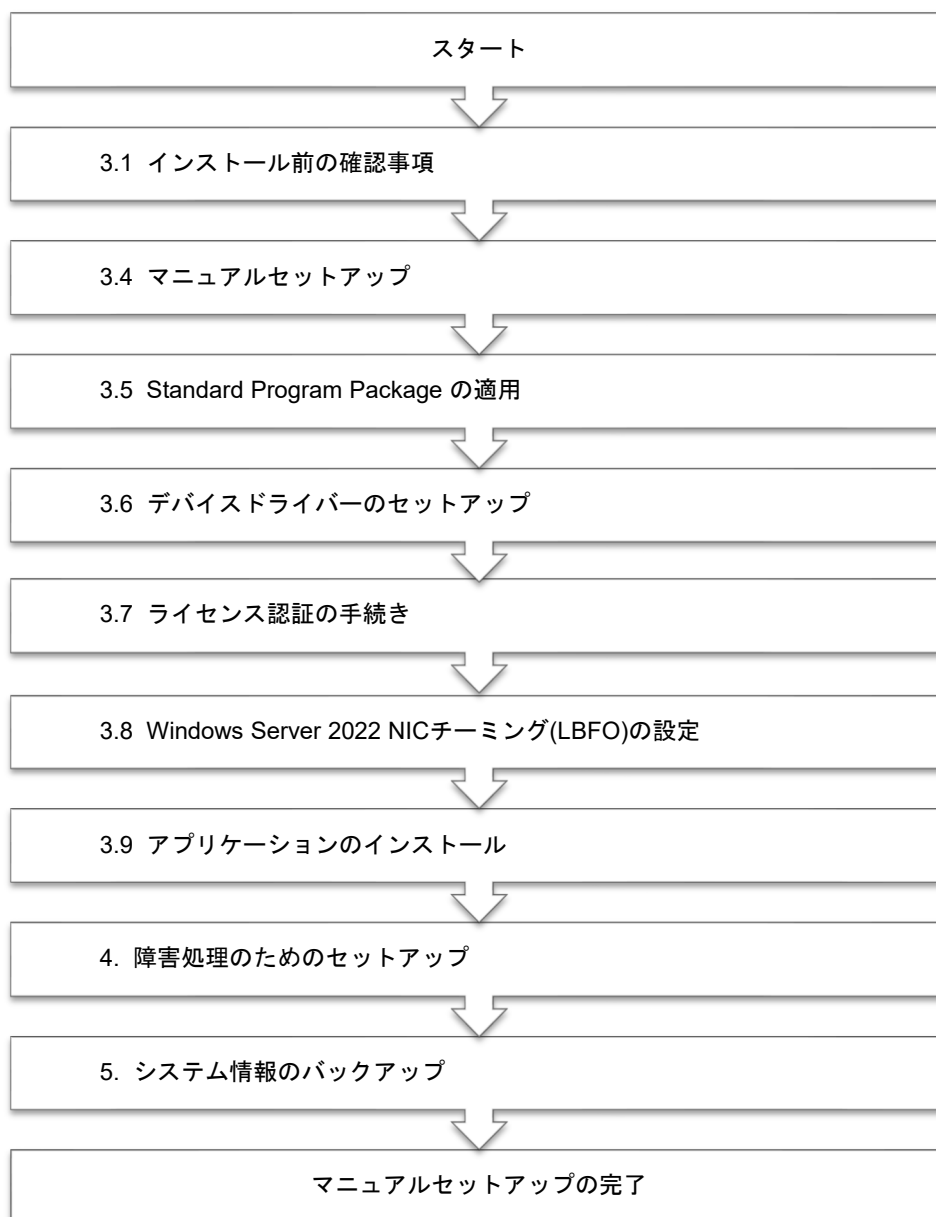 スタート
3.1 インストール前の確認事項
3.4 マニュアルセットアップ
3.5 Standard Program Package の適用
3.6 デバイスドライバーのセットアップ
3.7 ライセンス認証の手続き
3.8 Windows Server 2022 NICチーミング(LBFO)の設定
3.9 アプリケーションのインストール
4. 障害処理のためのセットアップ
5. システム情報のバックアップ
マニュアルセットアップの完了